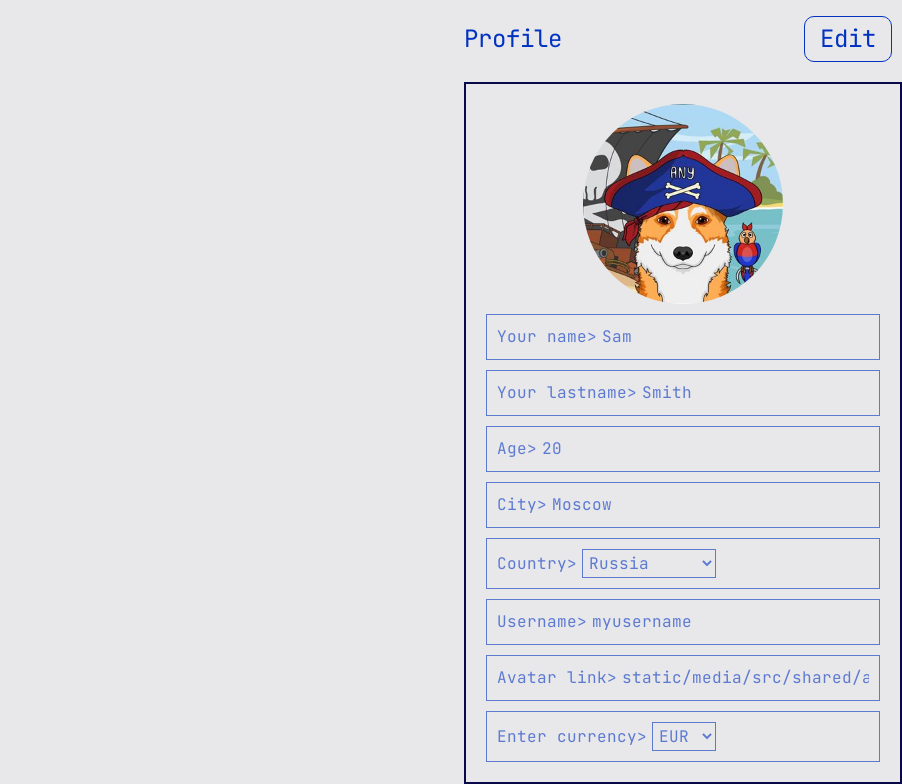 Profile
Edit
ANY
Your name> Sam
Your lastname> Smith
Age> 20
City> Moscow
Country> Russia
Username> myusername
Avatar link> static/media/src/shared/a
Enter currency> EUR